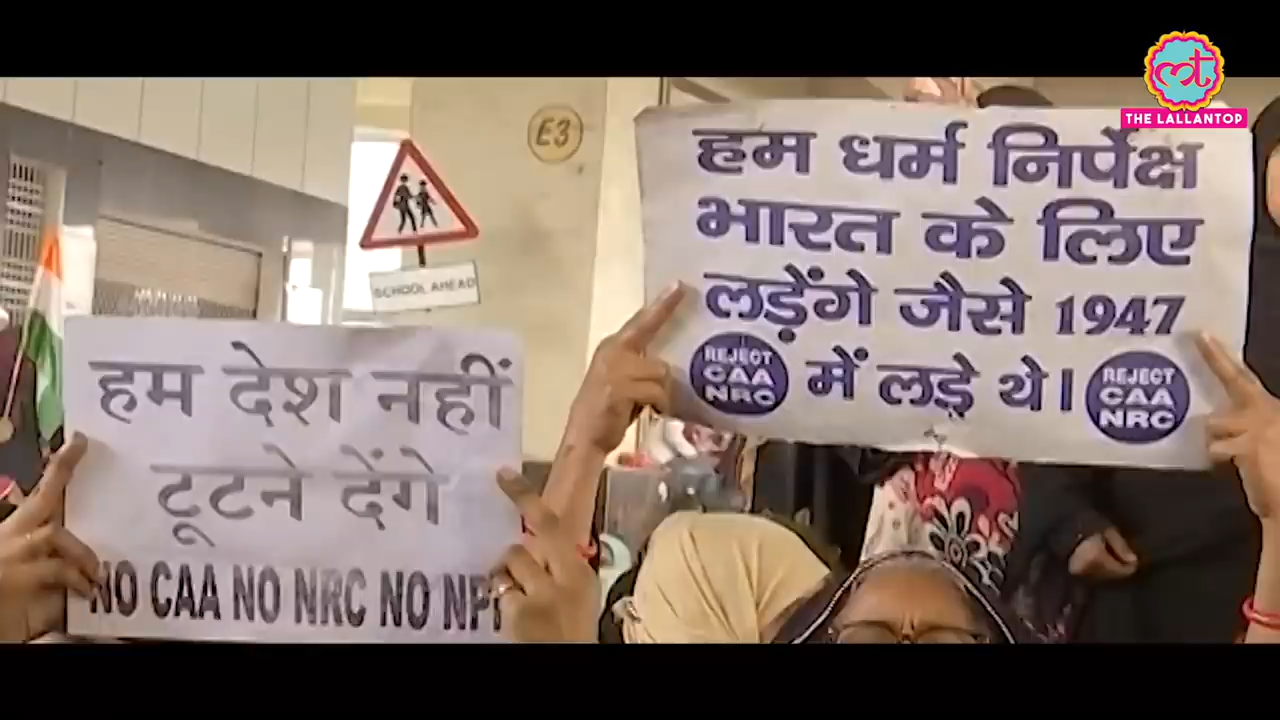 THE LALLANTOP
E3
SCHOOL AHEAD
हम धर्म निर्पेक्ष
भारत के लिए
लड़ेंगे जैसे 1947
में लड़े थे।
REJECT
CAA
NRC
REJECT
CAA
NRC
हम देश नहीं
टूटने देंगे
NO CAA NO NRC NO